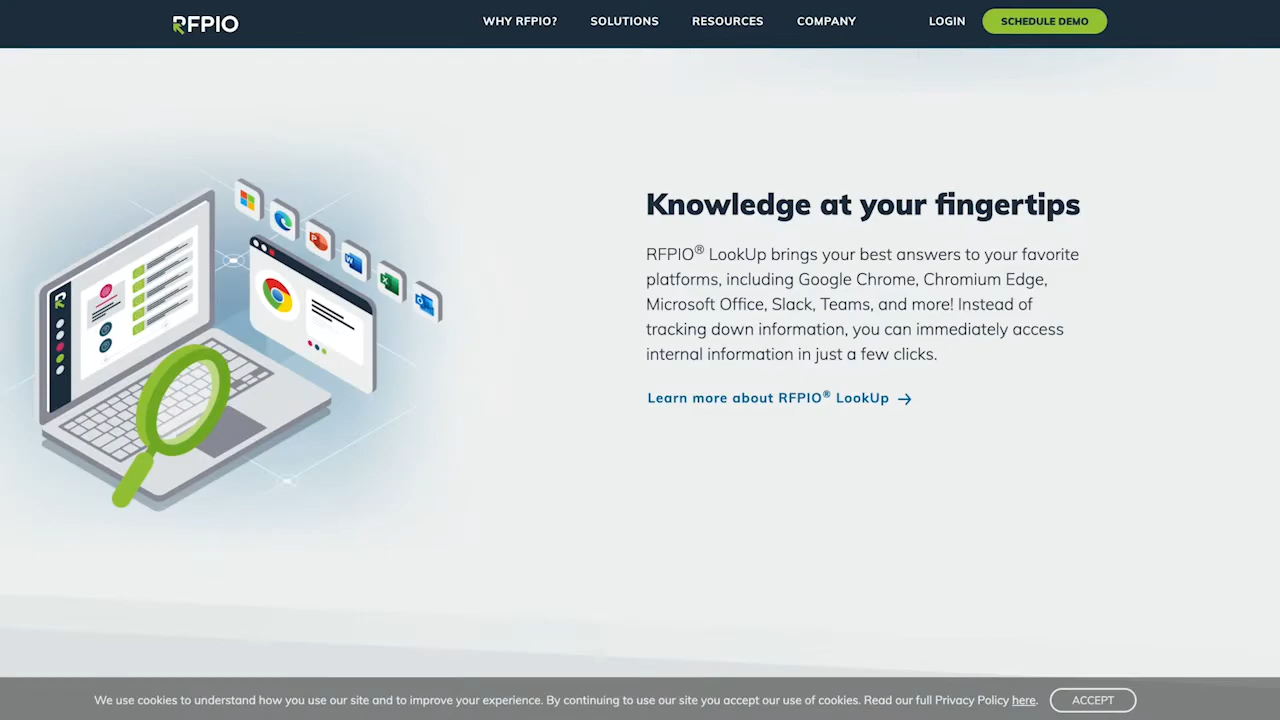 RFPIO
WHY RFPIO?
SOLUTIONS
RESOURCES
COMPANY
LOGIN
SCHEDULE DEMO
Knowledge at your fingertips
RFPIO® LookUp brings your best answers to your favorite
platforms, including Google Chrome, Chromium Edge,
Microsoft Office, Slack, Teams, and more! Instead of
tracking down information, you can immediately access
internal information in just a few clicks.
Learn more about RFPIO® LookUp →
We use cookies to understand how you use our site and to improve your experience. By continuing to use our site you accept our use of cookies. Read our full Privacy Policy here.
ACCEPT